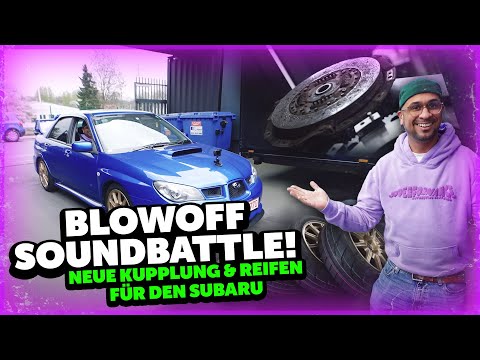 BLOWOFF
SOUNDBATTLE!
NEUE KUPPLUNG & REIFEN
FÜR DEN SUBARU